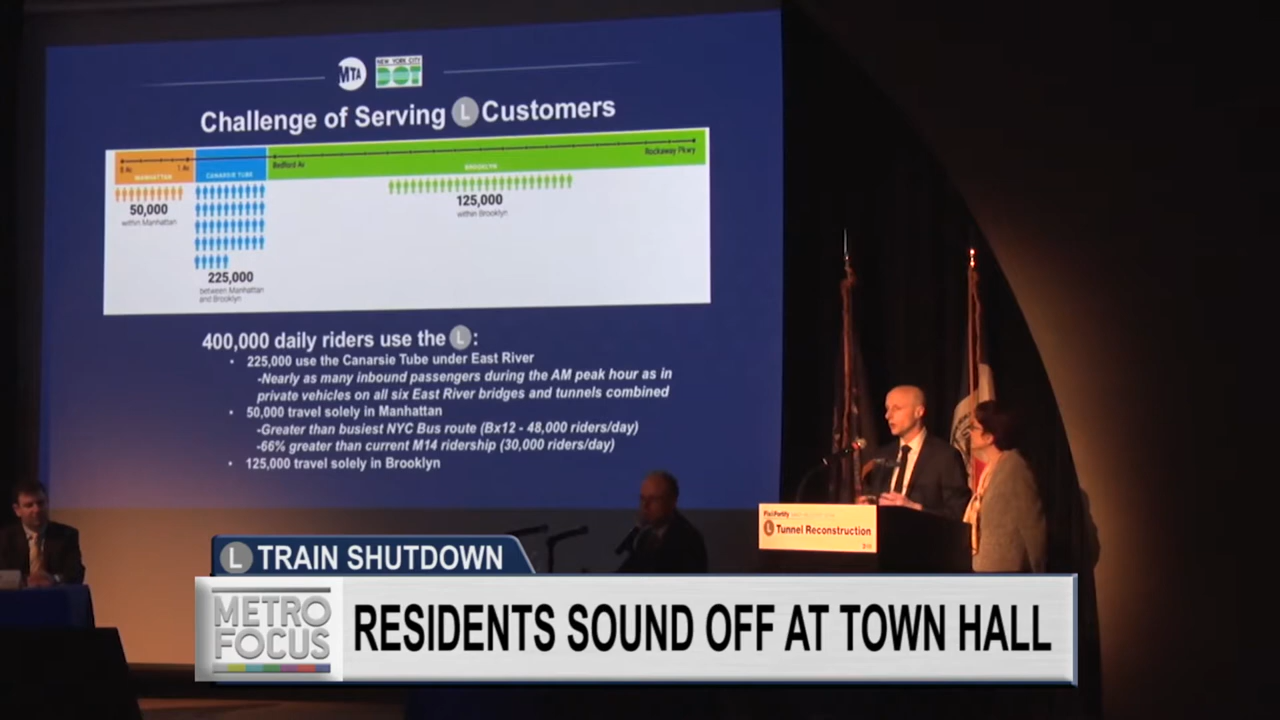 MTA
NEW YORK CITY
DOT
Challenge of Serving L Customers
8 Av
1 Av
Bedford Av
Rockaway Pkwy
MANHATTAN
CANARSIE TUBE
BROOKLYN
50,000
within Manhattan
225,000
between Manhattan
and Brooklyn
125,000
within Brooklyn
400,000 daily riders use the L:
• 225,000 use the Canarsie Tube under East River
-Nearly as many inbound passengers during the AM peak hour as in
private vehicles on all six East River bridges and tunnels combined
• 50,000 travel solely in Manhattan
-Greater than busiest NYC Bus route (Bx12 - 48,000 riders/day)
-66% greater than current M14 ridership (30,000 riders/day)
• 125,000 travel solely in Brooklyn
Fix&Fortify
L Tunnel Reconstruction
L TRAIN SHUTDOWN
METRO
FOCUS
RESIDENTS SOUND OFF AT TOWN HALL